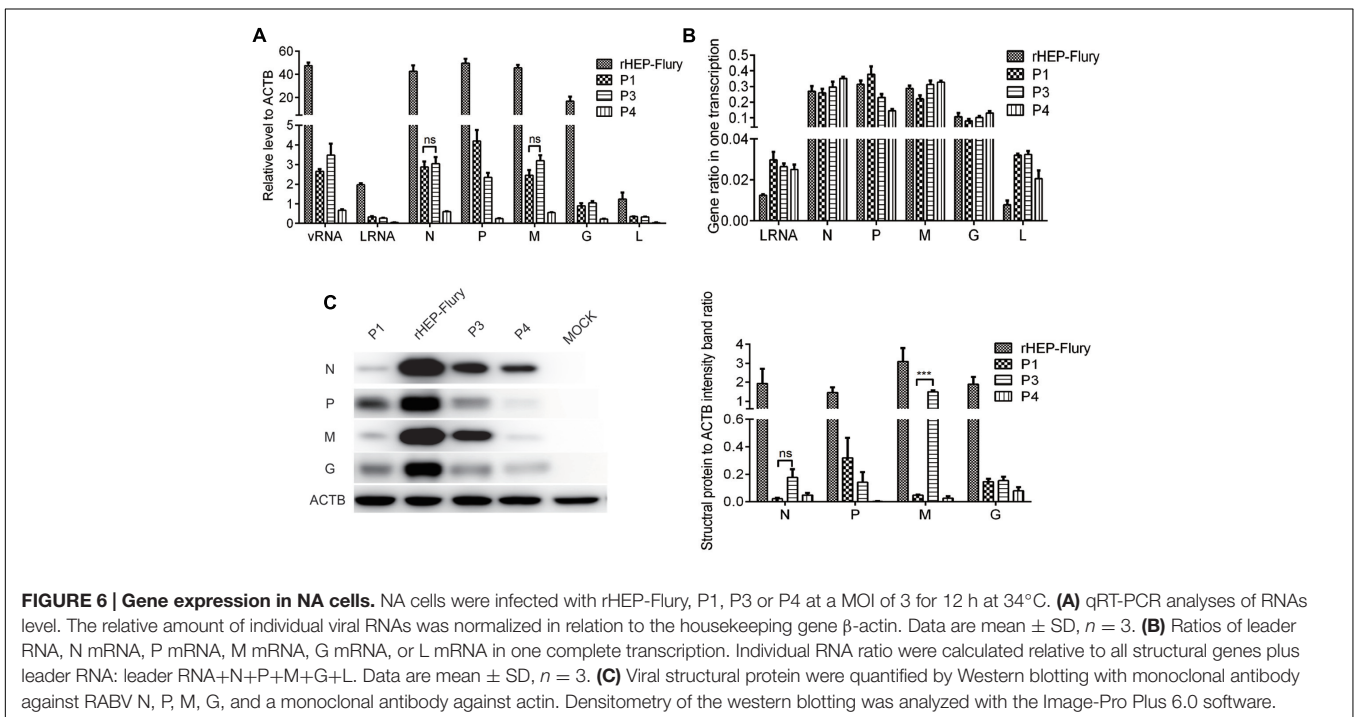 A
60
40
20
5
4
3
2
1
0
Relative level to ACTB
rHEP-Flury
P1
P3
P4
ns
ns
vRNA LRNA N P M G L
B
0.5
0.4
0.3
0.2
0.1
0.04
0.02
0.00
Gene ratio in one transcription
rHEP-Flury
P1
P3
P4
LRNA N P M G L
C
P1 rHEP-Flury P3 P4 MOCK
N
P
M
G
ACTB
Structral protein to ACTB intensity band ratio
4
3
2
1
0.6
0.4
0.2
0.0
ns
***
rHEP-Flury
P1
P3
P4
N P M G
FIGURE 6 | Gene expression in NA cells. NA cells were infected with rHEP-Flury, P1, P3 or P4 at a MOI of 3 for 12 h at 34°C. (A) qRT-PCR analyses of RNAs
level. The relative amount of individual viral RNAs was normalized in relation to the housekeeping gene β-actin. Data are mean ± SD, n = 3. (B) Ratios of leader
RNA, N mRNA, P mRNA, M mRNA, G mRNA, or L mRNA in one complete transcription. Individual RNA ratio were calculated relative to all structural genes plus
leader RNA: leader RNA+N+P+M+G+L. Data are mean ± SD, n = 3. (C) Viral structural protein were quantified by Western blotting with monoclonal antibody
against RABV N, P, M, G, and a monoclonal antibody against actin. Densitometry of the western blotting was analyzed with the Image-Pro Plus 6.0 software.